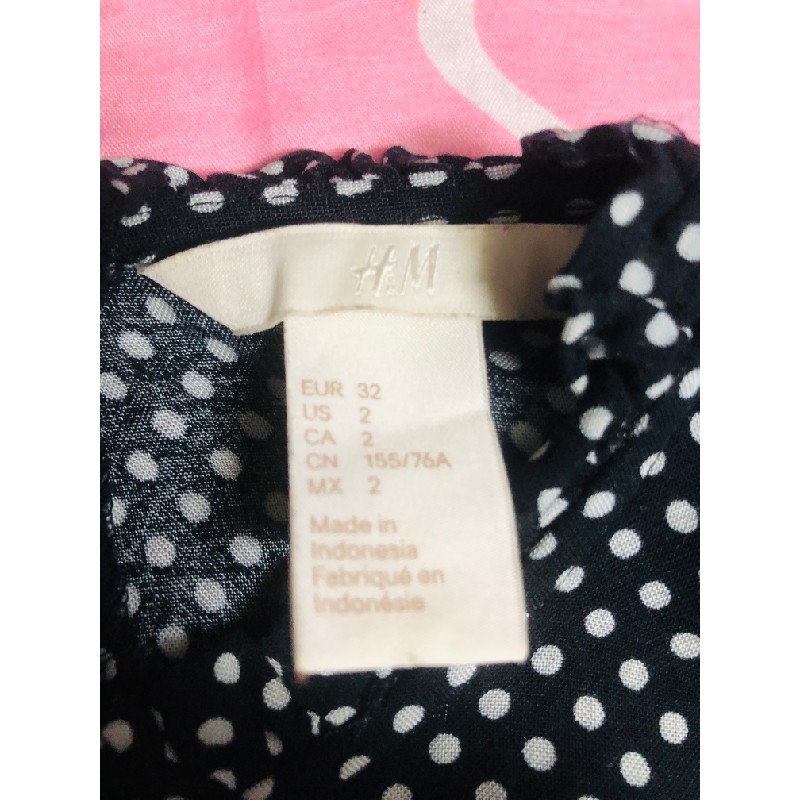 H&M
EUR 32
US 2
CA 2
CN 155/76A
MX 2
Made in
Indonesia
Fabriqué en
Indonésie